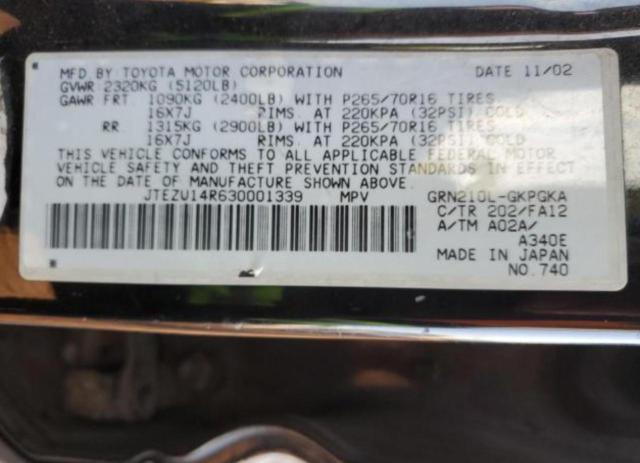 MFD BY TOYOTA MOTOR CORPORATION DATE 11/02
GVWR 2320KG (5120LB)
GAWR FRT 1090KG (2400LB) WITH P265/70R16 TIRES
16X7J RIMS. AT 220KPA (32PSI) COLD
RR 1315KG (2900LB) WITH P265/70R16 TIRES
16X7J RIMS. AT 220KPA (32PSI) COLD
THIS VEHICLE CONFORMS TO ALL APPLICABLE FEDERAL MOTOR
VEHICLE SAFETY AND THEFT PREVENTION STANDARDS IN EFFECT
ON THE DATE OF MANUFACTURE SHOWN ABOVE.
JTEZU14R630001339 MPV GRN210L-GKPGKA
C/TR 202/FA12
A/TM A02A/
A340E
MADE IN JAPAN
NO.740